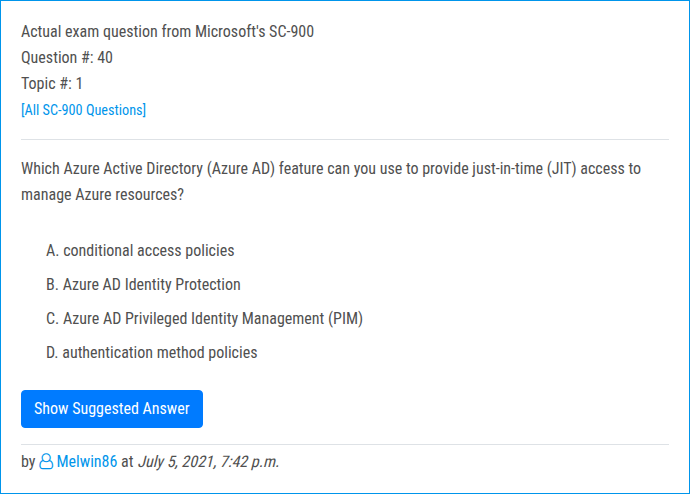 Actual exam question from Microsoft's SC-900
Question #: 40
Topic #: 1
[All SC-900 Questions]
Which Azure Active Directory (Azure AD) feature can you use to provide just-in-time (JIT) access to
manage Azure resources?
A. conditional access policies
B. Azure AD Identity Protection
C. Azure AD Privileged Identity Management (PIM)
D. authentication method policies
Show Suggested Answer
by Melwin86 at July 5, 2021, 7:42 p.m.